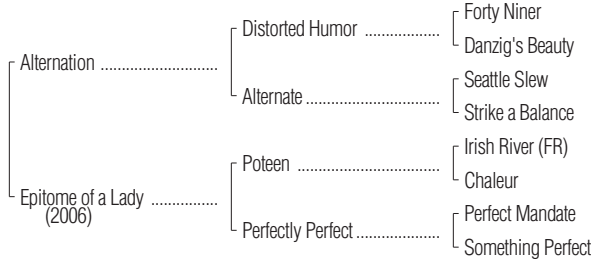 Forty Niner
Distorted Humor ..................
Danzig's Beauty
Alternation ............................
Seattle Slew
Alternate ................................
Strike a Balance
Irish River (FR)
Poteen ..................................
Chaleur
Epitome of a Lady ................
(2006)
Perfect Mandate
Perfectly Perfect ....................
Something Perfect